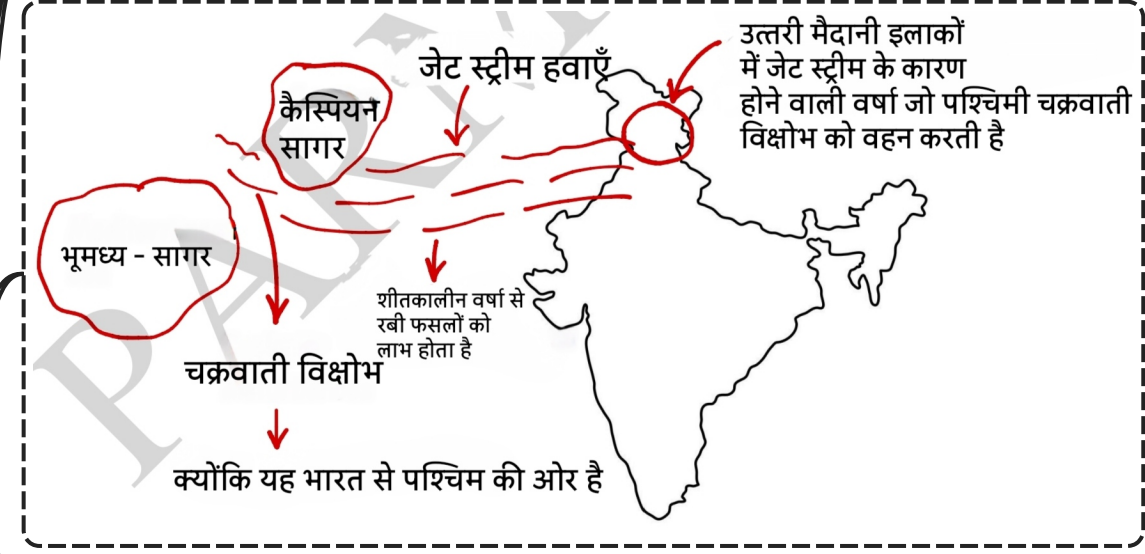 उत्तरी मैदानी इलाकों
में जेट स्ट्रीम के कारण
होने वाली वर्षा जो पश्चिमी चक्रवाती
विक्षोभ को वहन करती है
जेट स्ट्रीम हवाएँ
कैस्पियन
सागर
भूमध्य - सागर
शीतकालीन वर्षा से
रबी फसलों को
लाभ होता है
चक्रवाती विक्षोभ
क्योंकि यह भारत से पश्चिम की ओर है